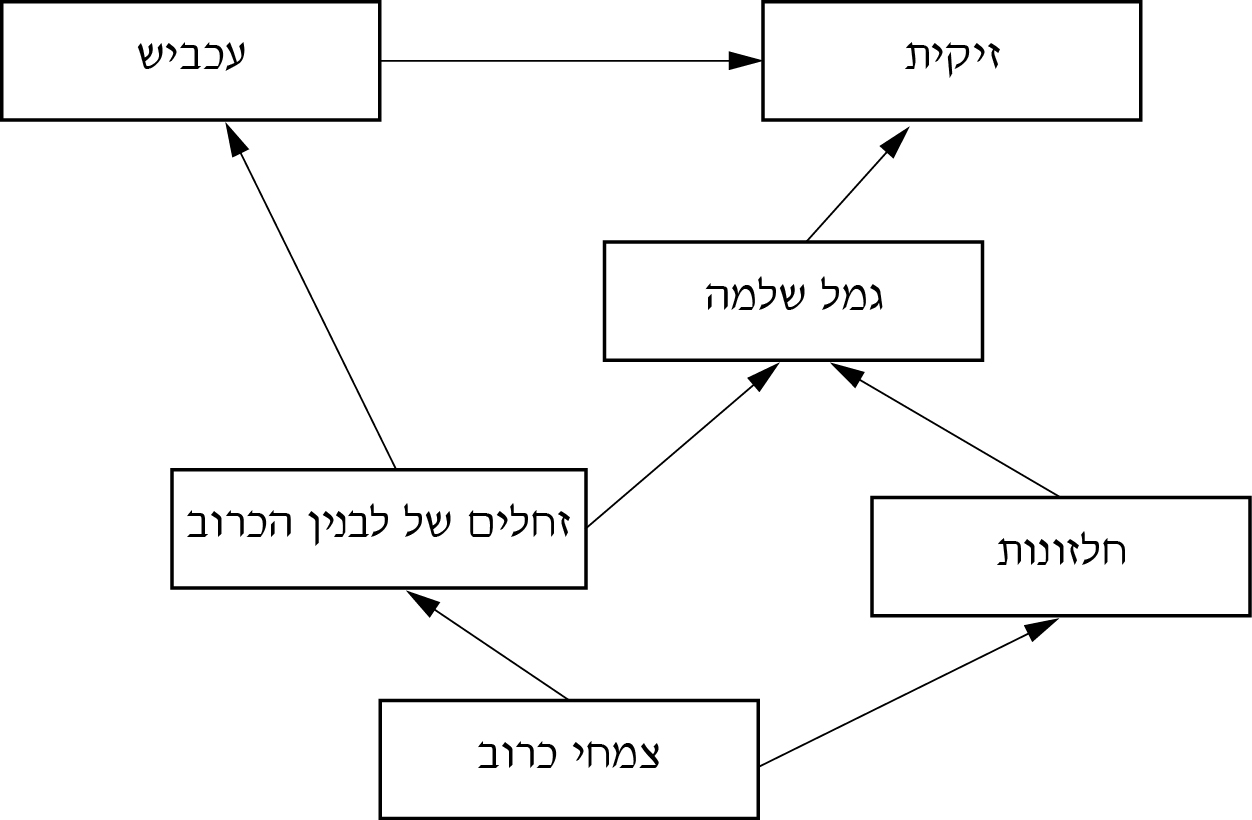 עכביש
זיקית
גמל שלמה
זחלים של לבנין הכרוב
חלזונות
צמחי כרוב